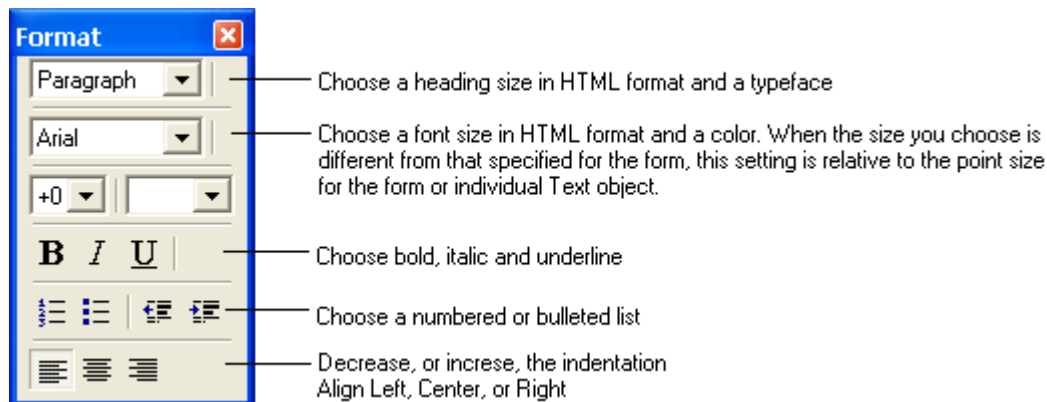 Format
Paragraph
Choose a heading size in HTML format and a typeface
Arial
Choose a font size in HTML format and a color. When the size you choose is
different from that specified for the form, this setting is relative to the point size
for the form or individual Text object.
+0
B I U
Choose bold, italic and underline
Choose a numbered or bulleted list
Decrease, or increse, the indentation
Align Left, Center, or Right